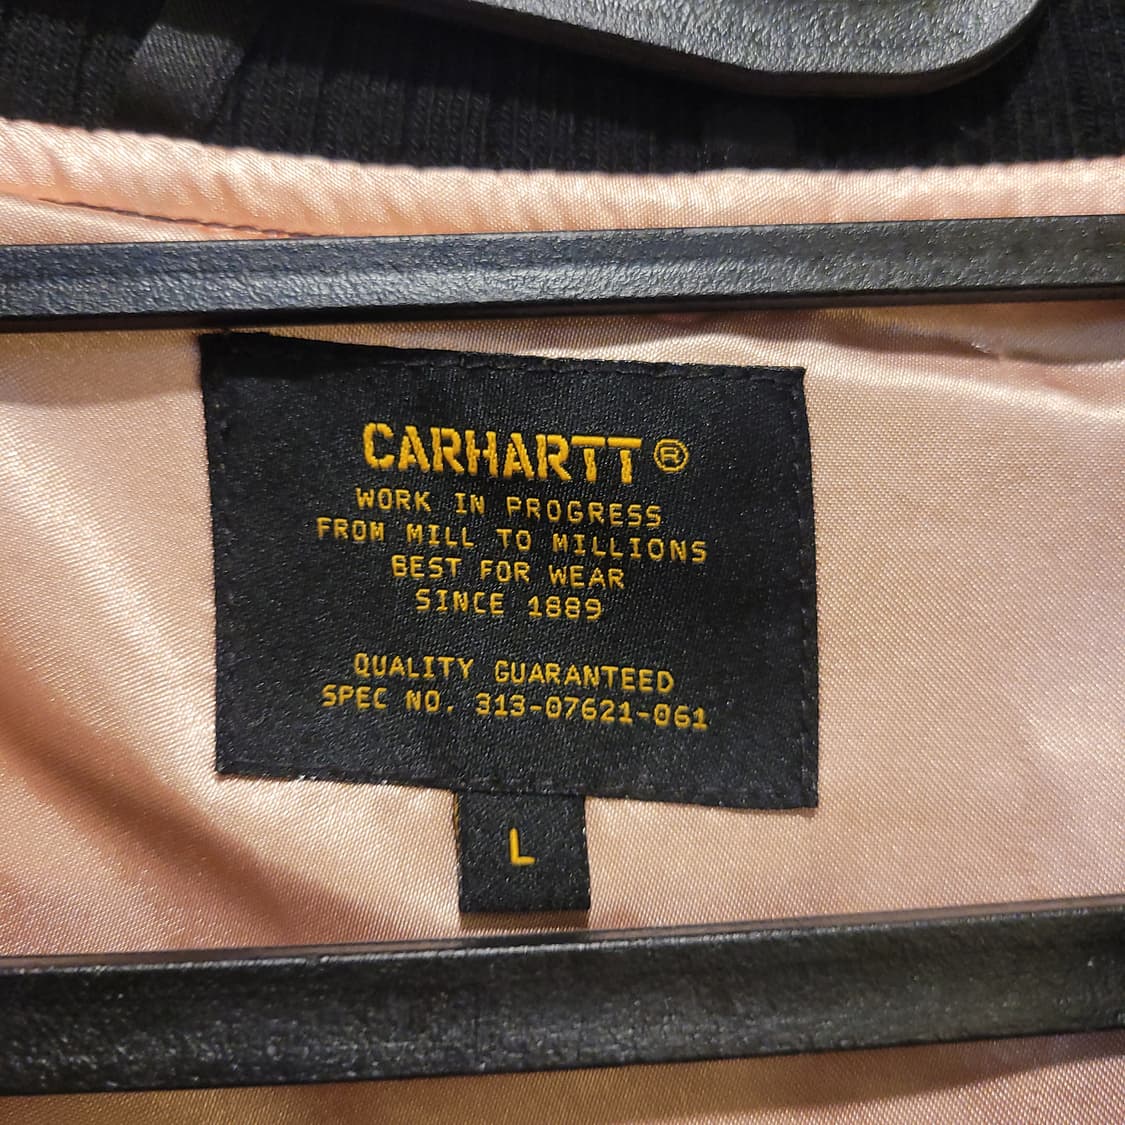 CARHARTT®
WORK IN PROGRESS
FROM MILL TO MILLIONS
BEST FOR WEAR
SINCE 1889
QUALITY GUARANTEED
SPEC NO. 313-07621-061
L